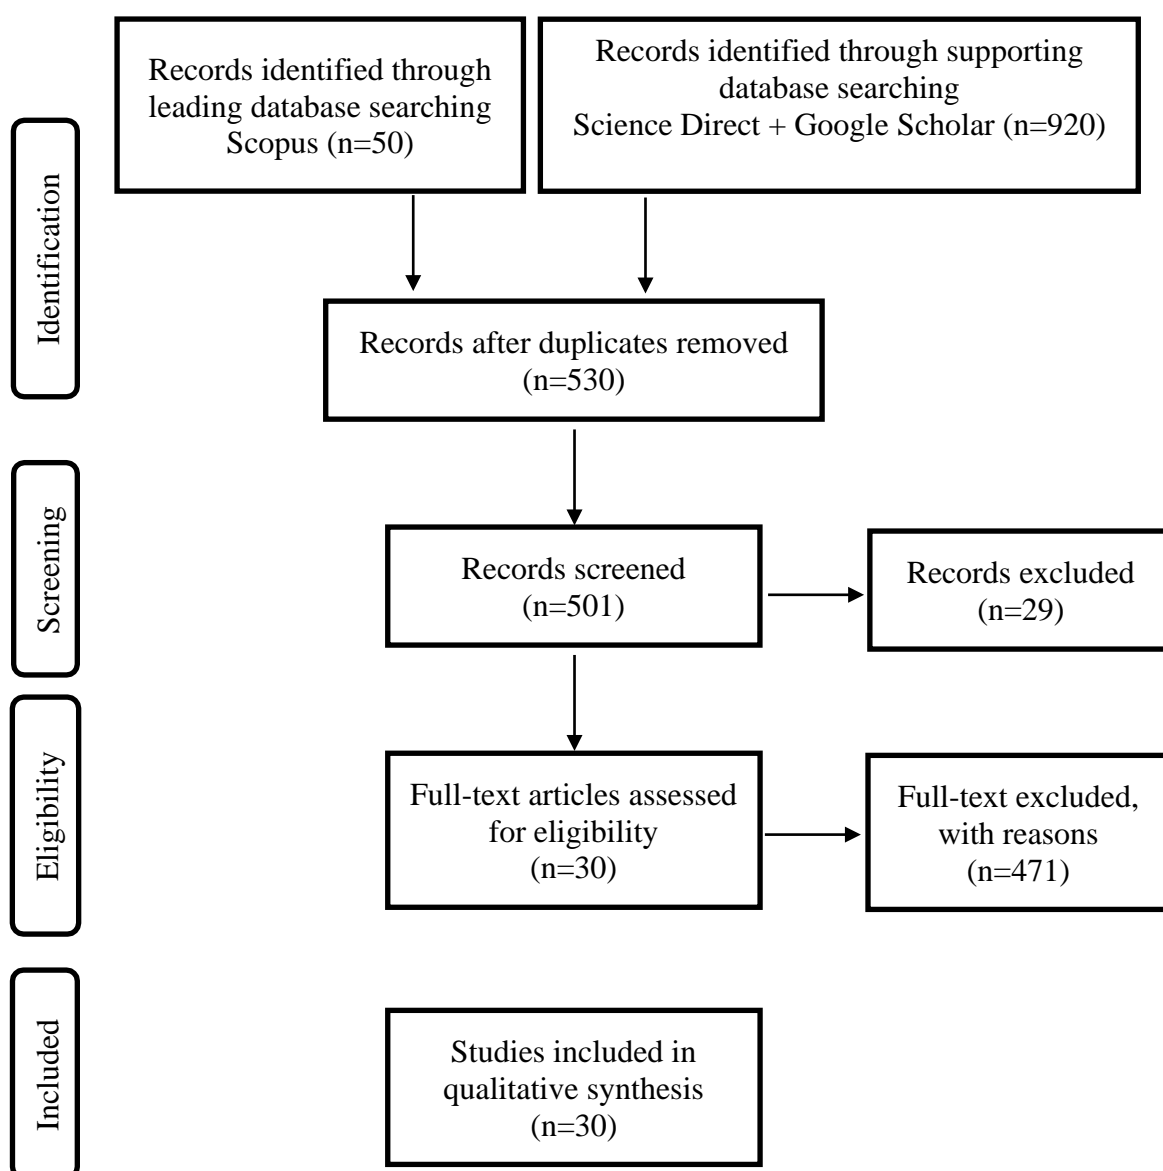 Records identified through
leading database searching
Scopus (n=50)
Records identified through supporting
database searching
Science Direct + Google Scholar (n=920)
Identification
Records after duplicates removed
(n=530)
Screening
Records screened
(n=501)
Records excluded
(n=29)
Eligibility
Full-text articles assessed
for eligibility
(n=30)
Full-text excluded,
with reasons
(n=471)
Included
Studies included in
qualitative synthesis
(n=30)